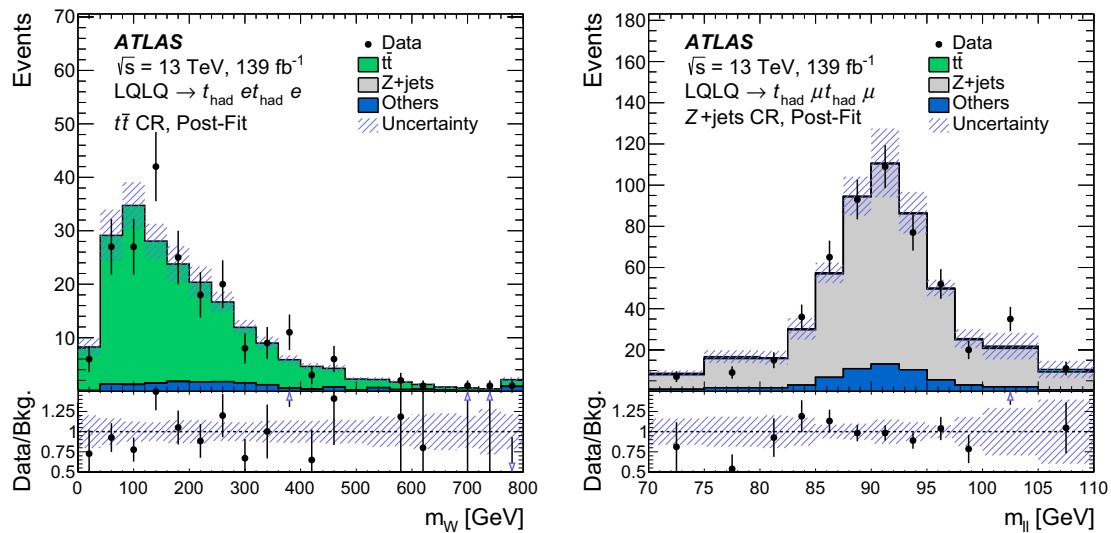 Events
70
60
50
40
30
20
10
ATLAS
√s = 13 TeV, 139 fb⁻¹
LQLQ → t_had et_had e
tt̄ CR, Post-Fit
Data
tt̄
Z+jets
Others
Uncertainty
Data/Bkg.
1.25
1
0.75
0.5
0 100 200 300 400 500 600 700 800
m_W [GeV]
Events
180
160
140
120
100
80
60
40
20
ATLAS
√s = 13 TeV, 139 fb⁻¹
LQLQ → t_had μt_had μ
Z+jets CR, Post-Fit
Data
tt̄
Z+jets
Others
Uncertainty
Data/Bkg.
1.25
1
0.75
0.5
70 75 80 85 90 95 100 105 110
m_ll [GeV]